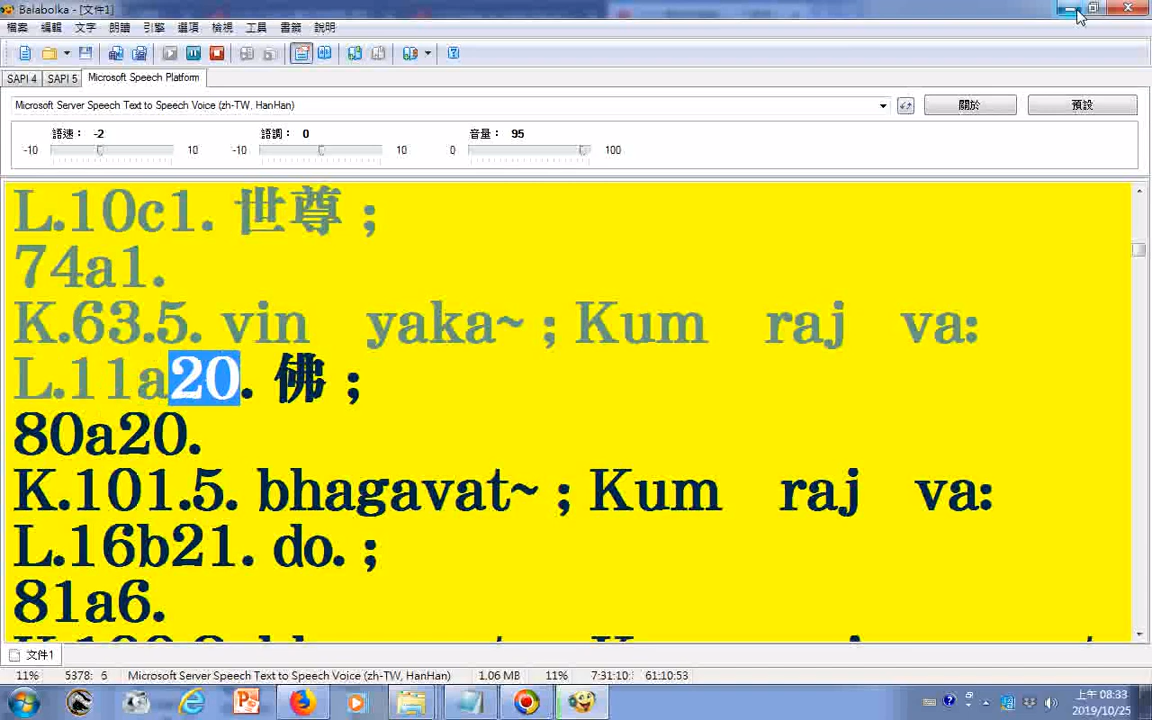 Balabolka - [文件1]
檔案 編輯 文字 朗讀 引擎 選項 檢視 工具 書籤 說明
SAPI 4 SAPI 5 Microsoft Speech Platform
Microsoft Server Speech Text to Speech Voice (zh-TW, HanHan) 關於 預設
語速： -2 語調： 0 音量： 95
-10 10 -10 10 0 100
L.10c1. 世尊 ;
74a1.
K.63.5. vin yaka~ ; Kum raj va:
L.11a20. 佛 ;
80a20.
K.101.5. bhagavat~ ; Kum raj va:
L.16b21. do. ;
81a6.
文件1
11% 5378: 6 Microsoft Server Speech Text to Speech Voice (zh-TW, HanHan) 1.06 MB 11% 7:31:10: 61:10:53
上午 08:33
2019/10/25